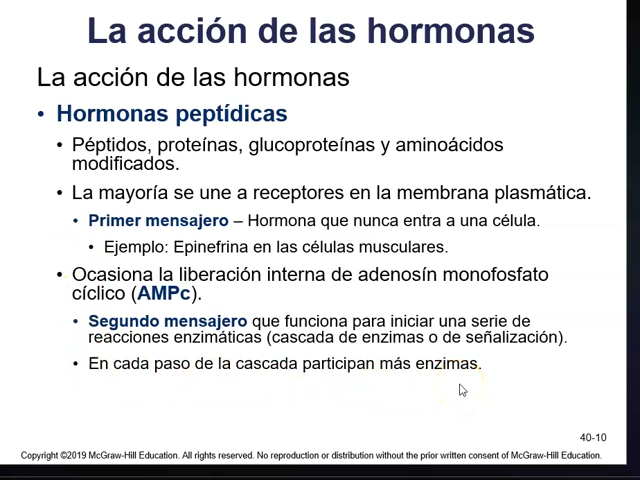 La acción de las hormonas
La acción de las hormonas
• Hormonas peptídicas
• Péptidos, proteínas, glucoproteínas y aminoácidos
modificados.
• La mayoría se une a receptores en la membrana plasmática.
• Primer mensajero – Hormona que nunca entra a una célula.
• Ejemplo: Epinefrina en las células musculares.
• Ocasiona la liberación interna de adenosín monofosfato
cíclico (AMPc).
• Segundo mensajero que funciona para iniciar una serie de
reacciones enzimáticas (cascada de enzimas o de señalización).
• En cada paso de la cascada participan más enzimas.
40-10
Copyright ©2019 McGraw-Hill Education. All rights reserved. No reproduction or distribution without the prior written consent of McGraw-Hill Education.